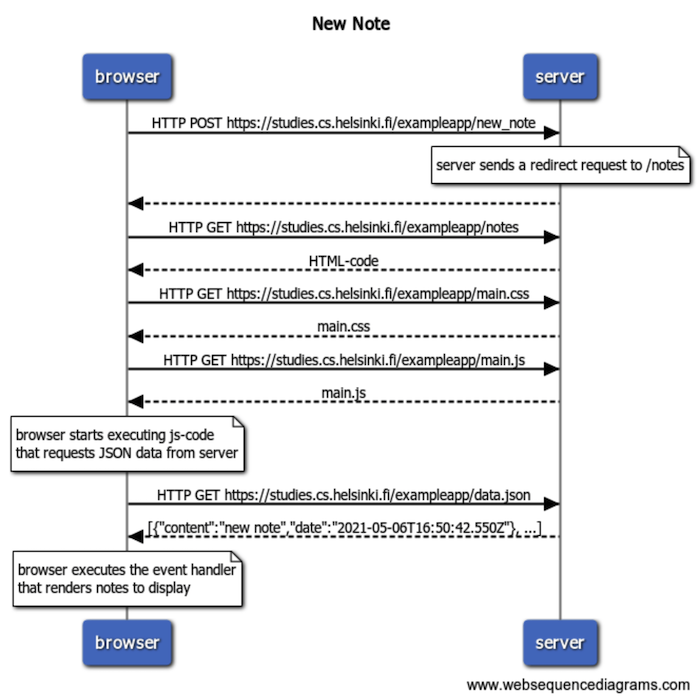 New Note
browser
server
HTTP POST https://studies.cs.helsinki.fi/exampleapp/new_note
server sends a redirect request to /notes
HTTP GET https://studies.cs.helsinki.fi/exampleapp/notes
HTML-code
HTTP GET https://studies.cs.helsinki.fi/exampleapp/main.css
main.css
HTTP GET https://studies.cs.helsinki.fi/exampleapp/main.js
main.js
browser starts executing js-code
that requests JSON data from server
HTTP GET https://studies.cs.helsinki.fi/exampleapp/data.json
[{"content":"new note","date":"2021-05-06T16:50:42.550Z"}, ...]
browser executes the event handler
that renders notes to display
browser
server
www.websequencediagrams.com